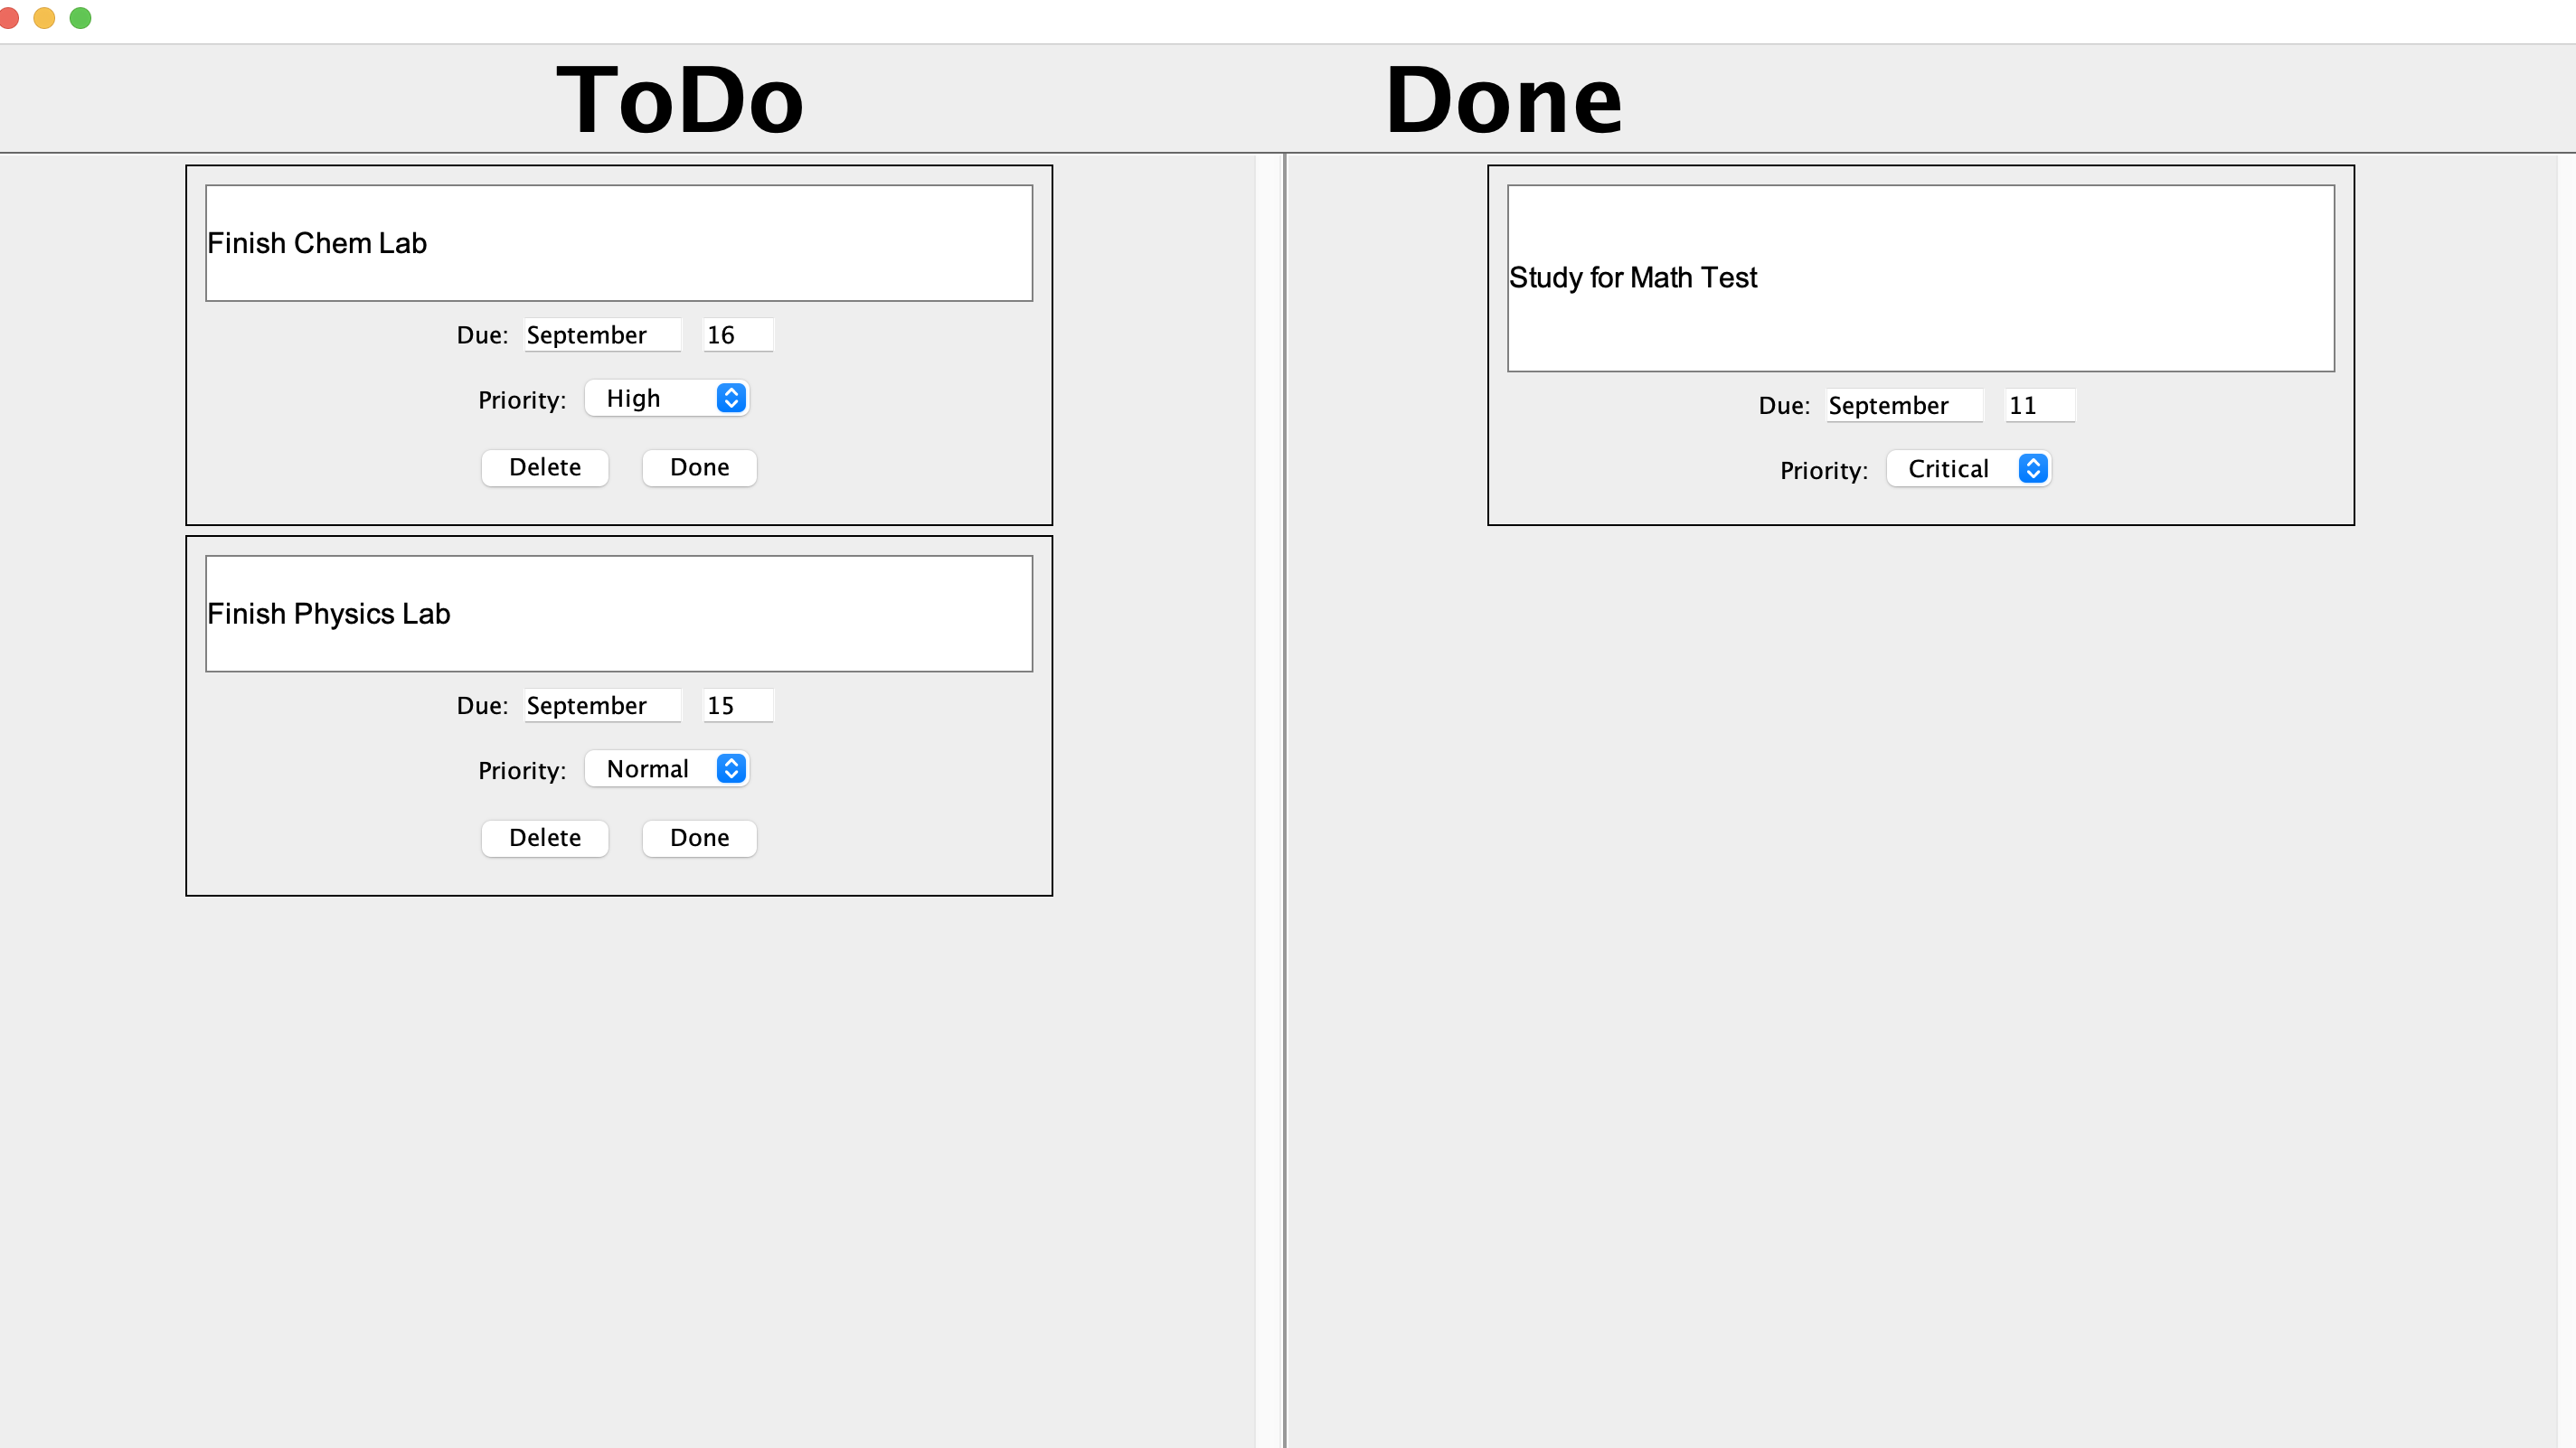 ToDo
Done
Finish Chem Lab
Due: September 16
Priority: High
Delete Done
Finish Physics Lab
Due: September 15
Priority: Normal
Delete Done
Study for Math Test
Due: September 11
Priority: Critical